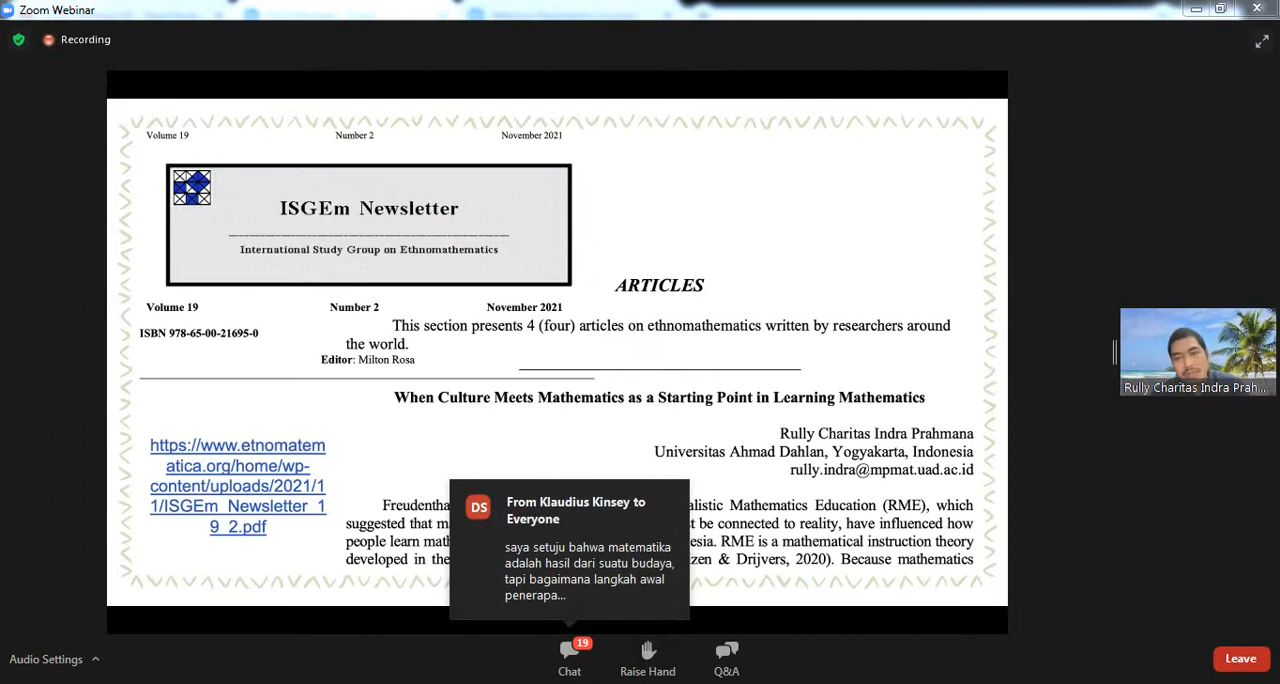 Zoom Webinar
Recording
Volume 19 Number 2 November 2021
ISGEm Newsletter
International Study Group on Ethnomathematics
Volume 19 Number 2 November 2021
ISBN 978-65-00-21695-0
Editor: Milton Rosa
https://www.etnomatem
atica.org/home/wp-
content/uploads/2021/1
1/ISGEm_Newsletter_1
9_2.pdf
ARTICLES
This section presents 4 (four) articles on ethnomathematics written by researchers around
the world.
When Culture Meets Mathematics as a Starting Point in Learning Mathematics
Rully Charitas Indra Prahmana
Universitas Ahmad Dahlan, Yogyakarta, Indonesia
rully.indra@mpmat.uad.ac.id
Freudentha alistic Mathematics Education (RME), which
suggested that m t be connected to reality, have influenced how
people learn math esia. RME is a mathematical instruction theory
developed in the zen & Drijvers, 2020). Because mathematics
DS
From Klaudius Kinsey to
Everyone
saya setuju bahwa matematika
adalah hasil dari suatu budaya,
tapi bagaimana langkah awal
penerapa...
Rully Charitas Indra Prah...
Audio Settings
19
Chat
Raise Hand
Q&A
Leave